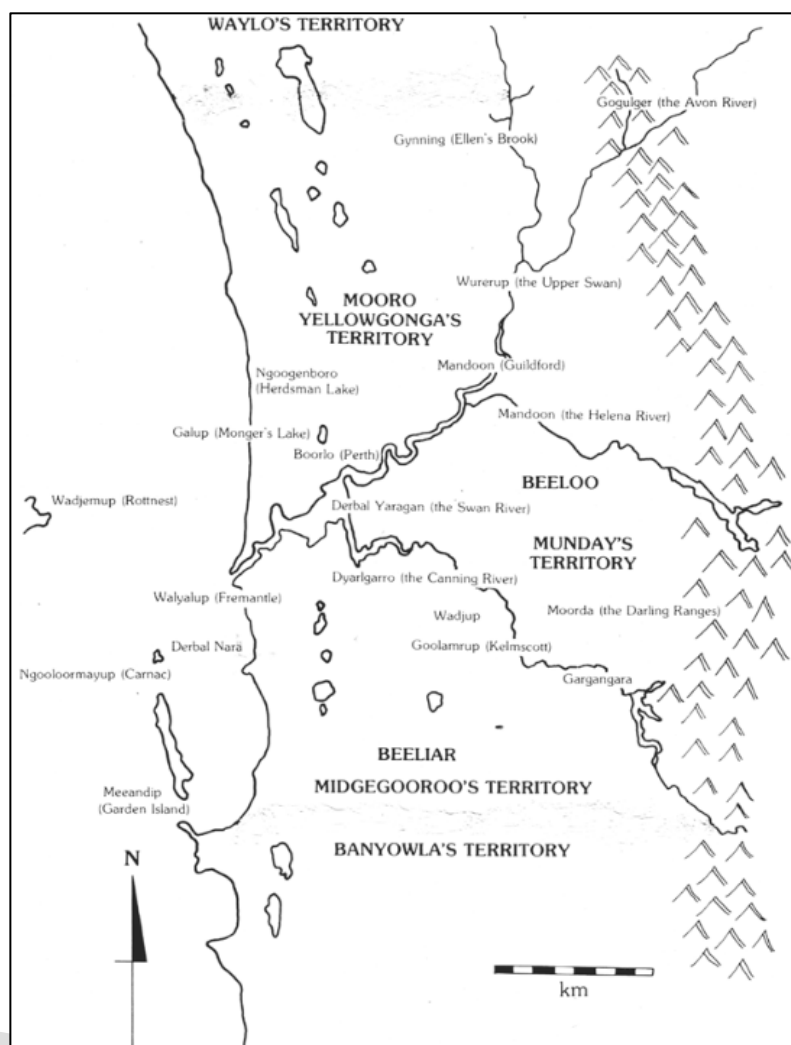 WAYLO'S TERRITORY
Gogulger (the Avon River)
Gynning (Ellen's Brook)
Wurerup (the Upper Swan)
MOORO
YELLOWGONGA'S
TERRITORY
Mandoon (Guildford)
Ngoogenboro
(Herdsman Lake)
Mandoon (the Helena River)
Galup (Monger's Lake)
Boorlo (Perth)
BEELOO
Wadjemup (Rottnest)
Derbal Yaragan (the Swan River)
MUNDAY'S
TERRITORY
Dyarlgarro (the Canning River)
Walyalup (Fremantle)
Wadjup
Moorda (the Darling Ranges)
Derbal Nara
Goolamrup (Kelmscott)
Ngooloormayup (Carnac)
Gargangara
BEELIAR
MIDGEGOOROO'S TERRITORY
Meeandip
(Garden Island)
BANYOWLA'S TERRITORY
N
km